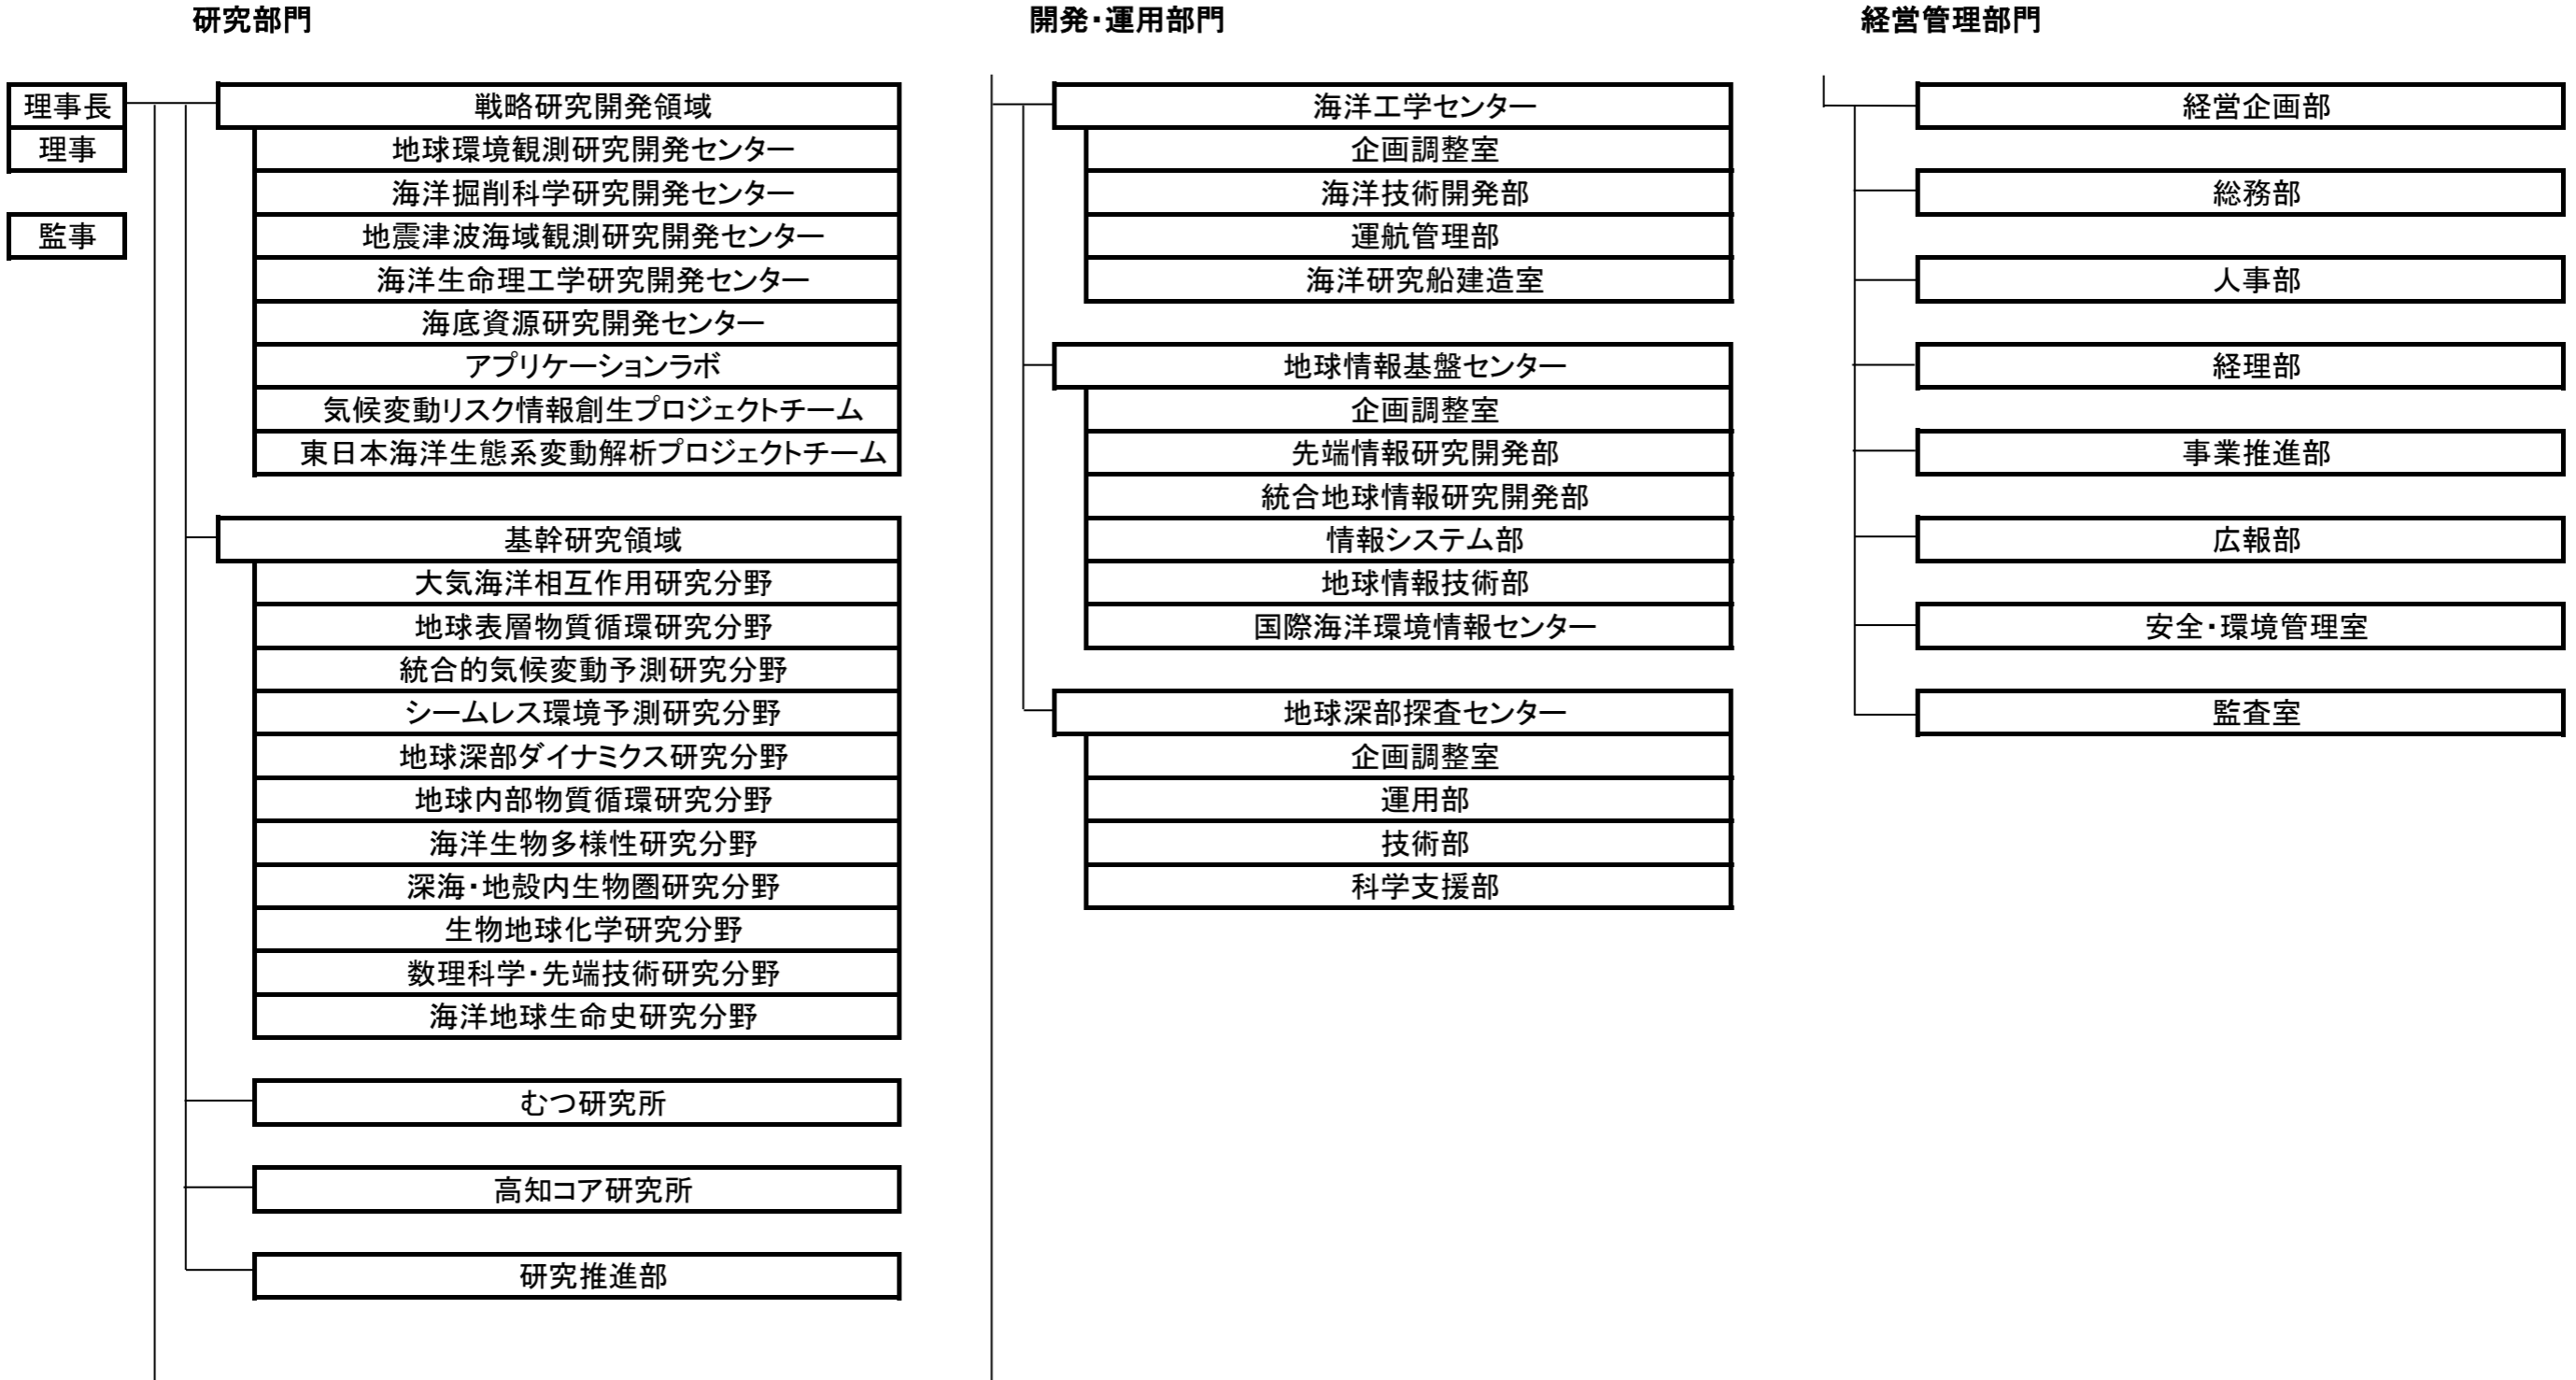 研究部門
理事長
理事
監事
戦略研究開発領域
地球環境観測研究開発センター
海洋掘削科学研究開発センター
地震津波海域観測研究開発センター
海洋生命理工学研究開発センター
海底資源研究開発センター
アプリケーションラボ
気候変動リスク情報創生プロジェクトチーム
東日本海洋生態系変動解析プロジェクトチーム
基幹研究領域
大気海洋相互作用研究分野
地球表層物質循環研究分野
統合的気候変動予測研究分野
シームレス環境予測研究分野
地球深部ダイナミクス研究分野
地球内部物質循環研究分野
海洋生物多様性研究分野
深海・地殻内生物圏研究分野
生物地球化学研究分野
数理科学・先端技術研究分野
海洋地球生命史研究分野
むつ研究所
高知コア研究所
研究推進部
開発・運用部門
海洋工学センター
企画調整室
海洋技術開発部
運航管理部
海洋研究船建造室
地球情報基盤センター
企画調整室
先端情報研究開発部
統合地球情報研究開発部
情報システム部
地球情報技術部
国際海洋環境情報センター
地球深部探査センター
企画調整室
運用部
技術部
科学支援部
経営管理部門
経営企画部
総務部
人事部
経理部
事業推進部
広報部
安全・環境管理室
監査室